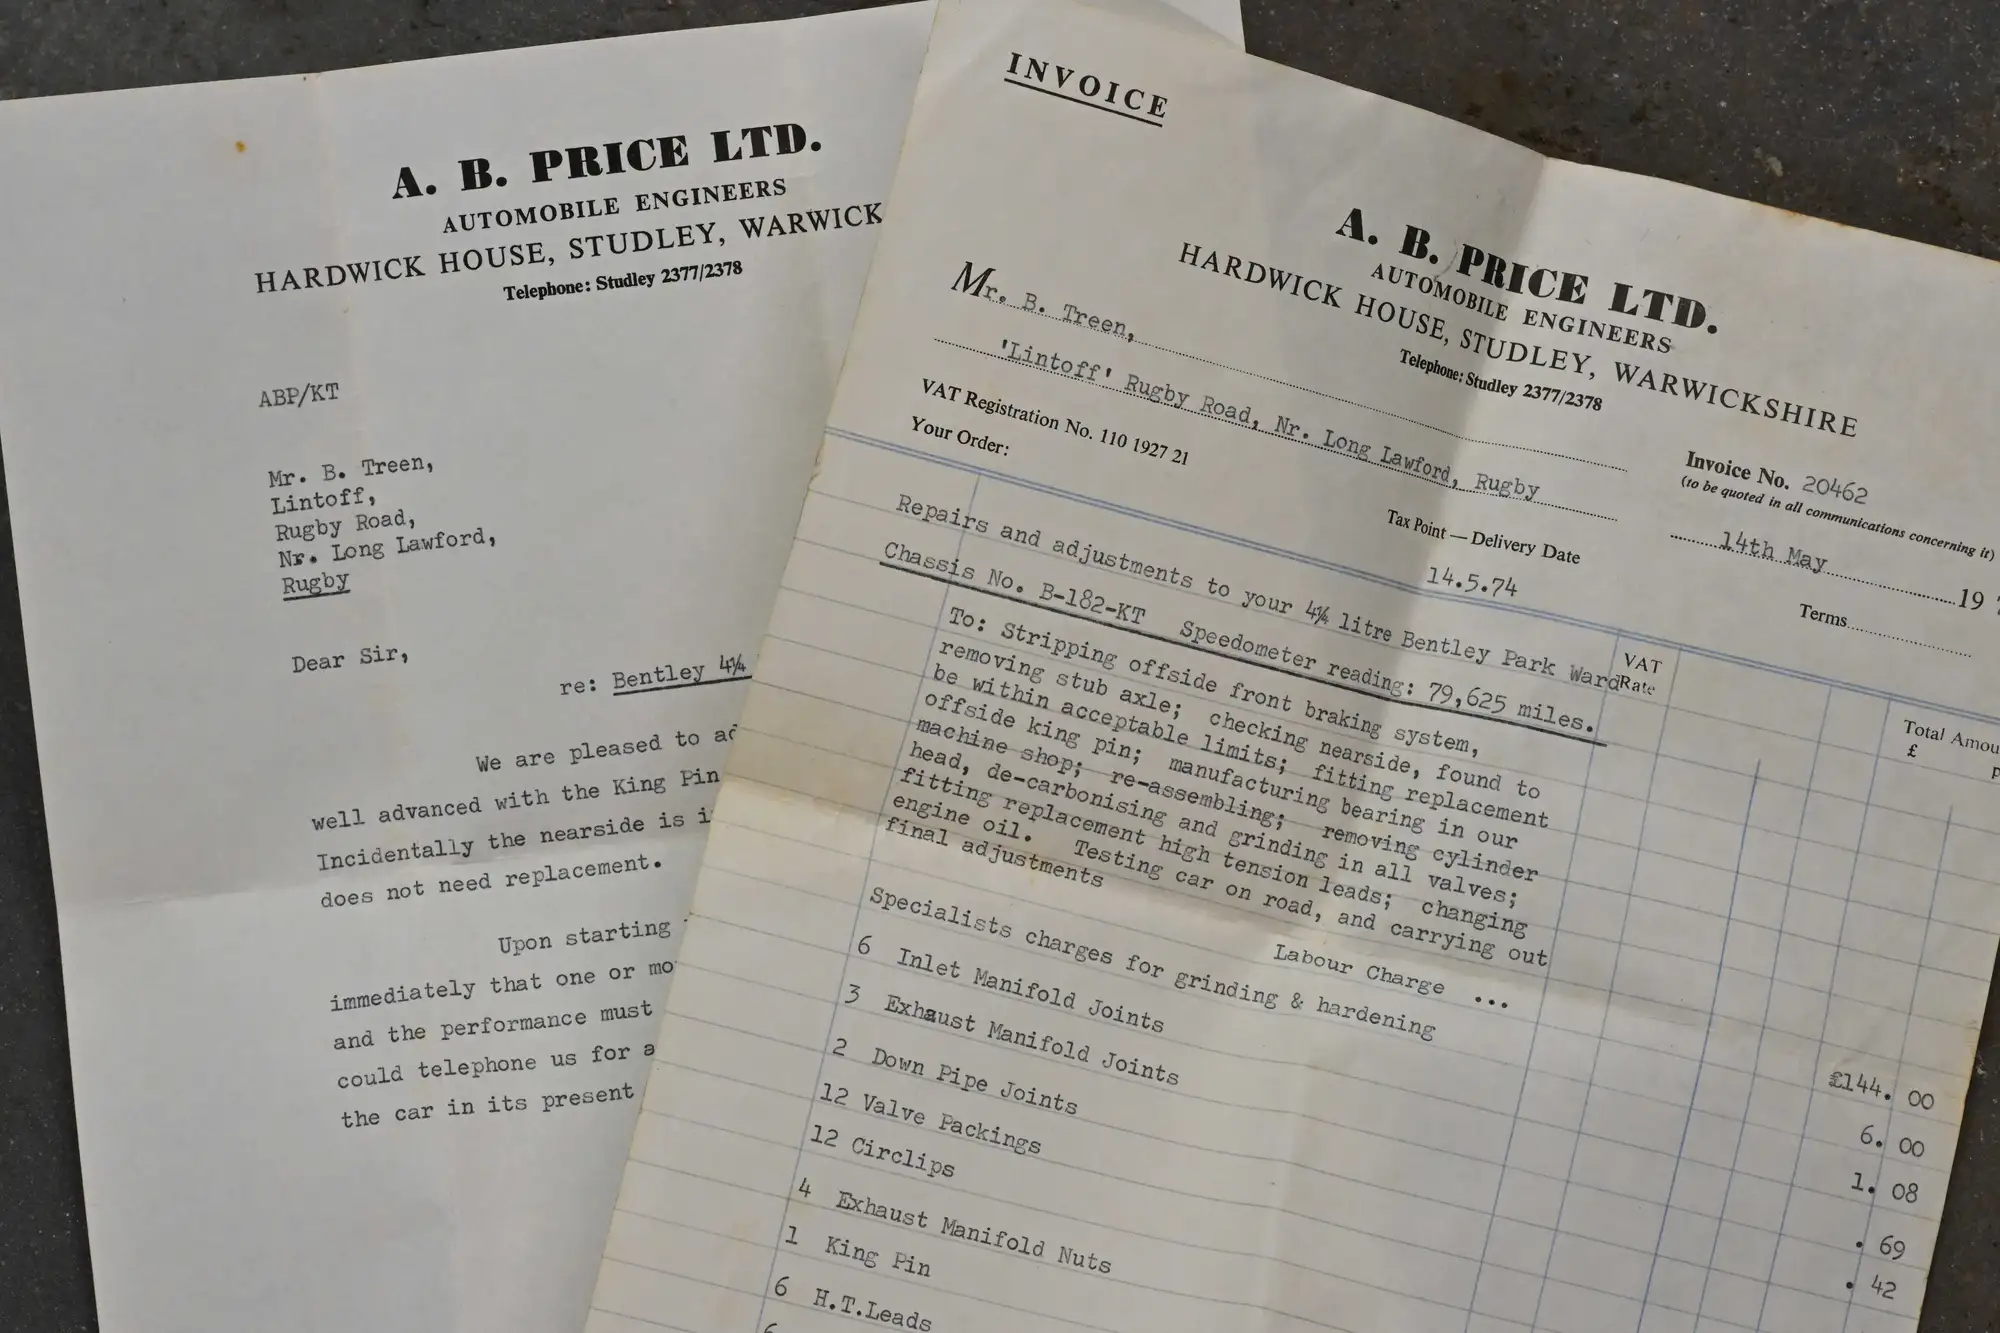 A. B. PRICE LTD.
AUTOMOBILE ENGINEERS
HARDWICK HOUSE, STUDLEY, WARWICK
Telephone: Studley 2377/2378
ABP/KT
Mr. B. Treen,
Lintoff,
Rugby Road,
Nr. Long Lawford,
Rugby
Dear Sir,
re: Bentley 4¼
We are pleased to
well advanced with the King Pin
Incidentally the nearside is
does not need replacement.
Upon starting
immediately that one or
and the performance must
could telephone us for a
the car in its present
INVOICE
A. B. PRICE LTD.
AUTOMOBILE ENGINEERS
HARDWICK HOUSE, STUDLEY, WARWICKSHIRE
Telephone: Studley 2377/2378
Mr. B. Treen,
'Lintoff' Rugby Road, Nr. Long Lawford, Rugby
VAT Registration No. 110 1927 21
Your Order:
Invoice No. 20462
(to be quoted in all communications concerning it)
Tax Point — Delivery Date
14.5.74
14th May 19
Terms
VAT Rate
£ p
Total
Repairs and adjustments to your 4¼ litre Bentley Park Ward
Chassis No. B-182-KT Speedometer reading: 79,625 miles.
To: Stripping offside front braking system,
removing stub axle; checking nearside, found to
be within acceptable limits; fitting replacement
offside king pin; manufacturing bearing in our
machine shop; re-assembling; removing cylinder
head, de-carbonising and grinding in all valves;
fitting replacement high tension leads; changing
engine oil. Testing car on road, and carrying out
final adjustments
Labour Charge ... £144. 00
Specialists charges for grinding & hardening 6. 00
6 Inlet Manifold Joints 1. 08
3 Exhaust Manifold Joints . 69
2 Down Pipe Joints . 42
12 Valve Packings
12 Circlips
4 Exhaust Manifold Nuts
1 King Pin
6 H.T.Leads